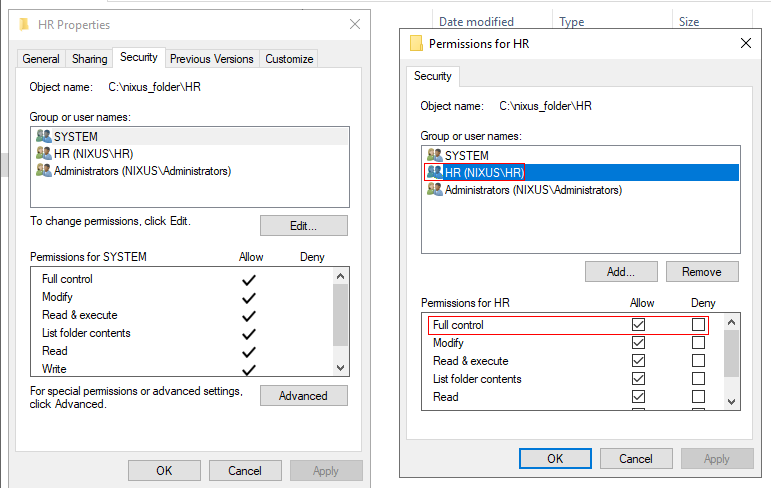 HR Properties
General Sharing Security Previous Versions Customize
Object name: C:\nixus_folder\HR
Group or user names:
SYSTEM
HR (NIXUS\HR)
Administrators (NIXUS\Administrators)
To change permissions, click Edit.
Edit...
Permissions for SYSTEM Allow Deny
Full control
Modify
Read & execute
List folder contents
Read
Write
For special permissions or advanced settings,
click Advanced.
Advanced
OK Cancel Apply
Date modified Type Size
Permissions for HR
Security
Object name: C:\nixus_folder\HR
Group or user names:
SYSTEM
HR (NIXUS\HR)
Administrators (NIXUS\Administrators)
Add... Remove
Permissions for HR Allow Deny
Full control
Modify
Read & execute
List folder contents
Read
OK Cancel Apply